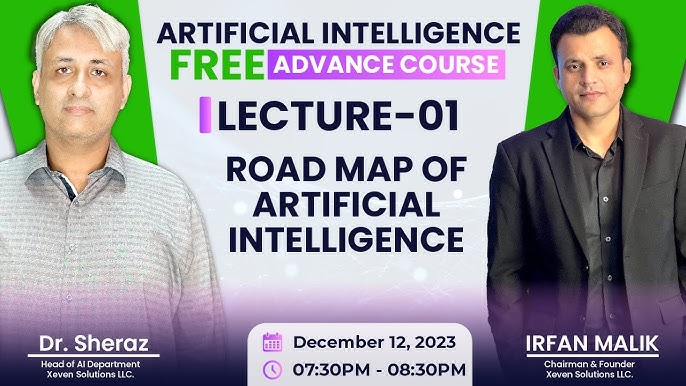 ARTIFICIAL INTELLIGENCE
FREE ADVANCE COURSE
LECTURE-01
ROAD MAP OF
ARTIFICIAL
INTELLIGENCE
Dr. Sheraz
Head of AI Department
Xeven Solutions LLC.
December 12, 2023
07:30PM - 08:30PM
IRFAN MALIK
Chairman & Founder
Xeven Solutions LLC.